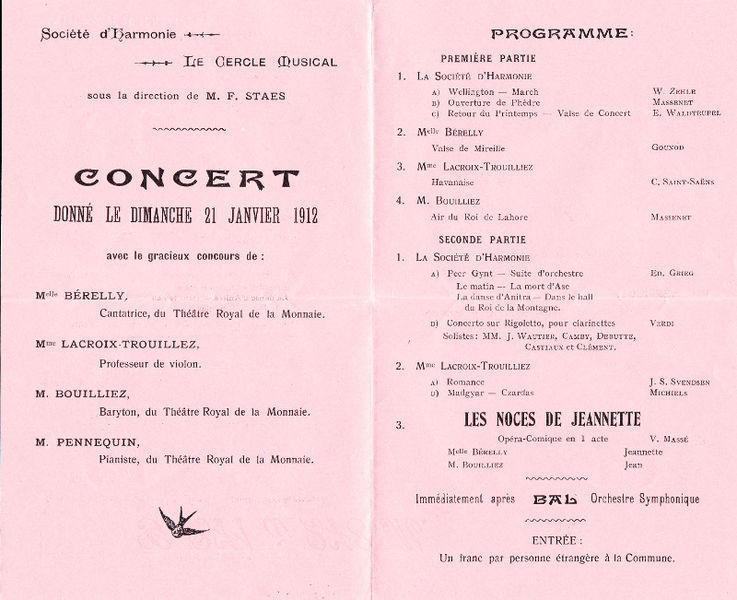 Société d'Harmonie
LE CERCLE MUSICAL
sous la direction de M. F. STAES
CONCERT
DONNÉ LE DIMANCHE 21 JANVIER 1912
avec le gracieux concours de :
Melle BÉRELLY,
Cantatrice, du Théâtre Royal de la Monnaie.
Mme LACROIX-TROUILLEZ,
Professeur de violon.
M. BOUILLIEZ,
Baryton, du Théâtre Royal de la Monnaie.
M. PENNEQUIN,
Pianiste, du Théâtre Royal de la Monnaie.
PROGRAMME:
PREMIÈRE PARTIE
1. LA SOCIÉTÉ D'HARMONIE
A) Wellington — March W. ZEHLE
B) Ouverture de Phèdre MASSENET
C) Retour du Printemps — Valse de Concert E. WALDTEUFEL
2. Melle BÉRELLY
Valse de Mireille GOUNOD
3. Mme LACROIX-TROUILLIEZ
Havanaise C. SAINT-SAËNS
4. M. BOUILLIEZ
Air du Roi de Lahore MASSENET
SECONDE PARTIE
1. LA SOCIÉTÉ D'HARMONIE
A) Peer Gynt — Suite d'orchestre ED. GRIEG
Le matin — La mort d'Ase
La danse d'Anitra — Dans le hall
du Roi de la Montagne.
B) Concerto sur Rigoletto, pour clarinettes VERDI
Solistes : MM. J. WAUTIER, CAMBY, DEBUTTE,
CASTIAUX et CLÉMENT.
2. Mme LACROIX-TROUILLIEZ
A) Romance J. S. SVENDSEN
B) Madgyar — Czardas MICHIELS
3. LES NOCES DE JEANNETTE
Opéra-Comique en 1 acte V. MASSÉ
Melle BÉRELLY Jeannette
M. BOUILLIEZ Jean
Immédiatement après BAL Orchestre Symphonique
ENTRÉE :
Un franc par personne étrangère à la Commune.